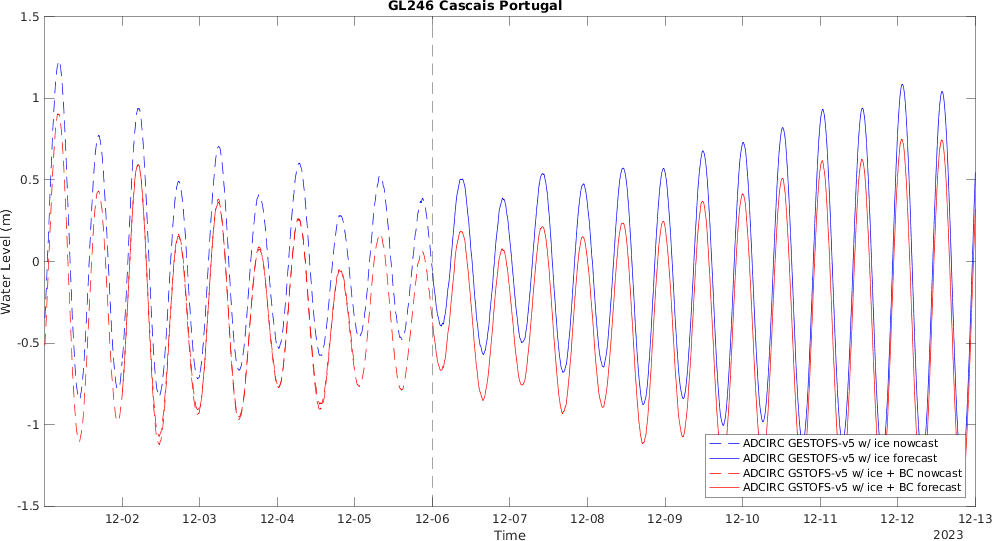 GL246 Cascais Portugal
1.5
1
0.5
0
-0.5
-1
-1.5
Water Level (m)
12-02
12-03
12-04
12-05
12-06
12-07
12-08
12-09
12-10
12-11
12-12
12-13
Time
2023
ADCIRC GESTOFS-v5 w/ ice nowcast
ADCIRC GESTOFS-v5 w/ ice forecast
ADCIRC GSTOFS-v5 w/ ice + BC nowcast
ADCIRC GSTOFS-v5 w/ ice + BC forecast